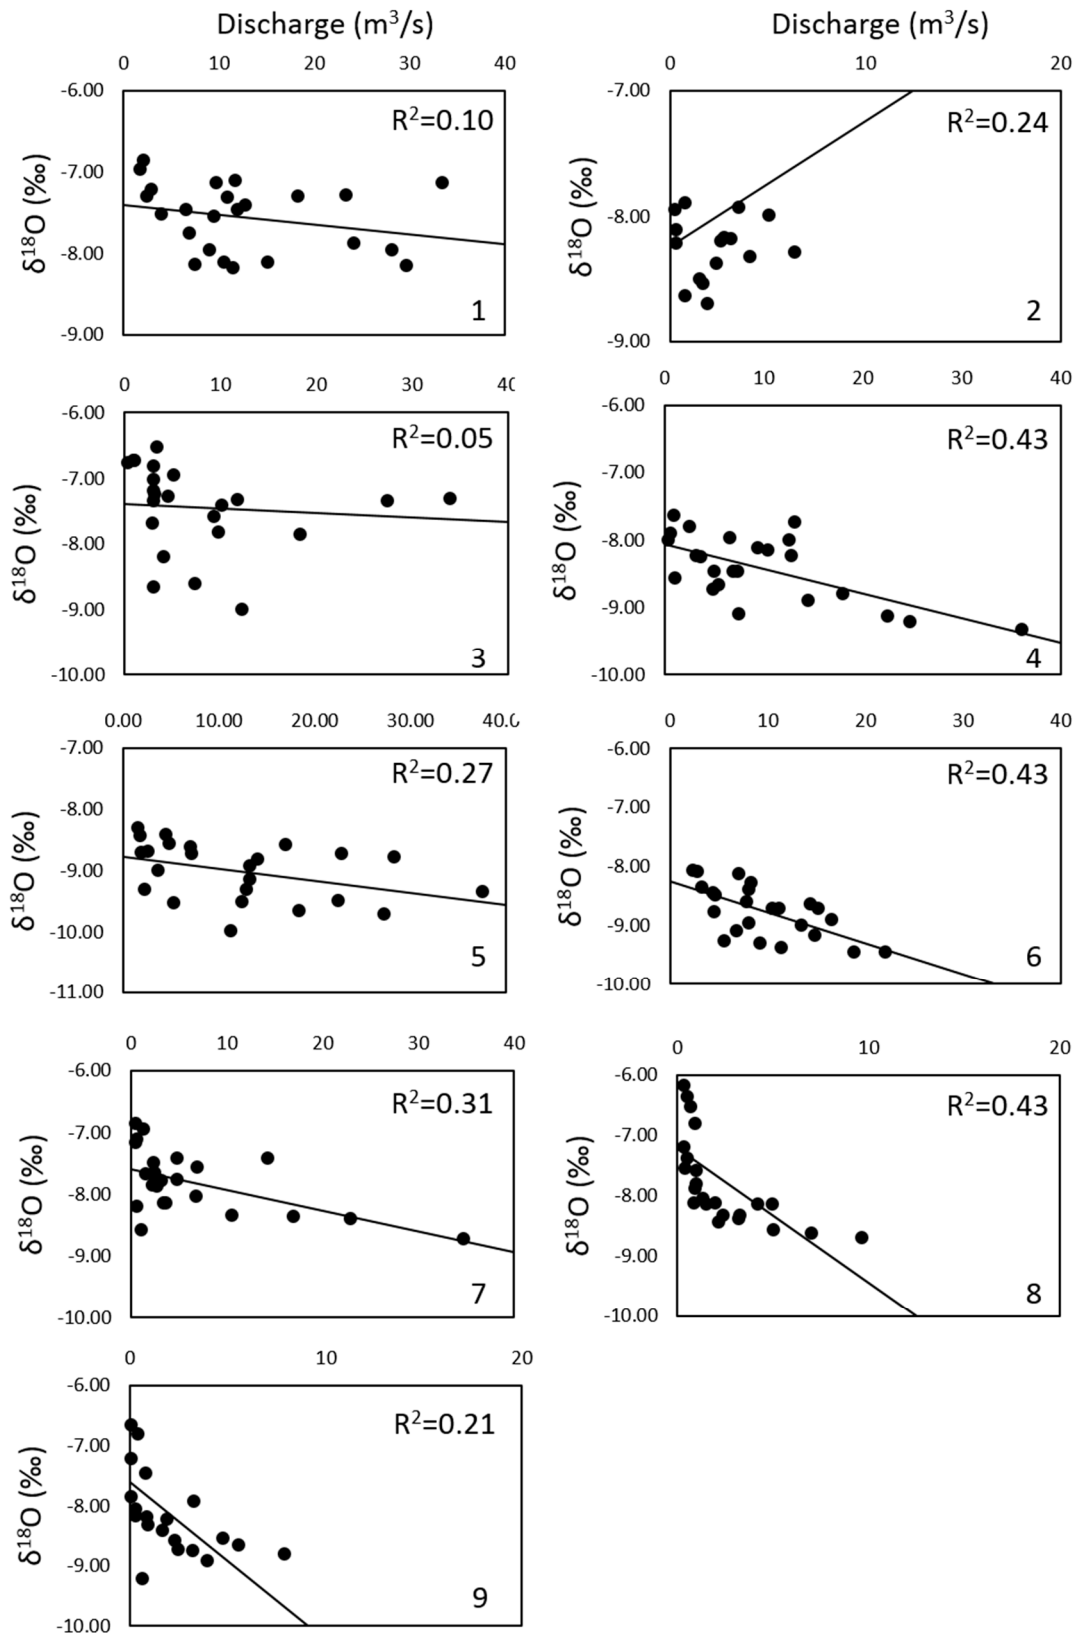 Discharge (m³/s)
Discharge (m³/s)
0 10 20 30 40
0 10 20
-6.00
-7.00
-8.00
-9.00
δ¹⁸O (‰)
R²=0.10
1
-7.00
-8.00
-9.00
δ¹⁸O (‰)
R²=0.24
2
0 10 20 30 40
-6.00
-7.00
-8.00
-9.00
-10.00
δ¹⁸O (‰)
R²=0.05
3
0 10 20 30 40
-6.00
-7.00
-8.00
-9.00
-10.00
δ¹⁸O (‰)
R²=0.43
4
0.00 10.00 20.00 30.00 40.0
-7.00
-8.00
-9.00
-10.00
-11.00
δ¹⁸O (‰)
R²=0.27
5
0 10 20 30 40
-6.00
-7.00
-8.00
-9.00
-10.00
δ¹⁸O (‰)
R²=0.43
6
0 10 20 30 40
-6.00
-7.00
-8.00
-9.00
-10.00
δ¹⁸O (‰)
R²=0.31
7
0 10 20
-6.00
-7.00
-8.00
-9.00
-10.00
δ¹⁸O (‰)
R²=0.43
8
0 10 20
-6.00
-7.00
-8.00
-9.00
-10.00
δ¹⁸O (‰)
R²=0.21
9